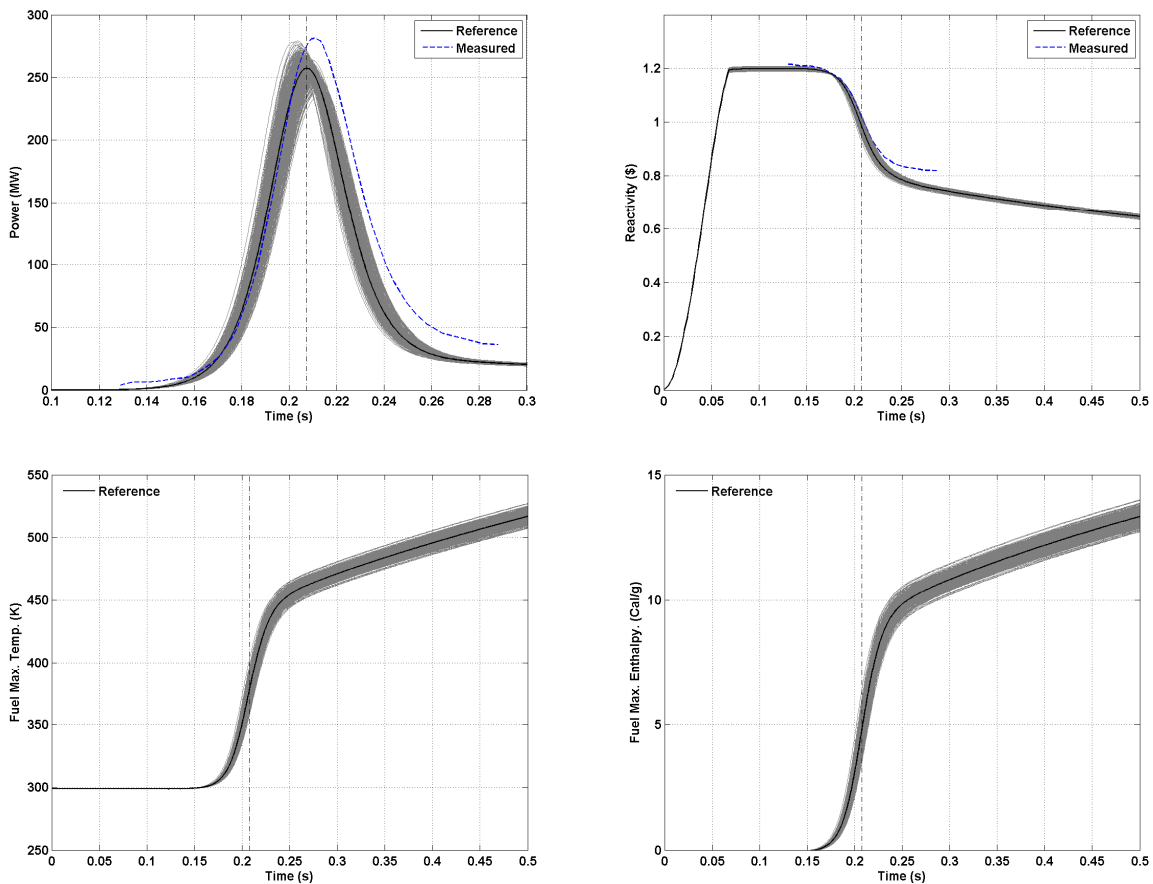 300
250
200
150
100
50
0
Power (MW)
Reference
Measured
0.1 0.12 0.14 0.16 0.18 0.2 0.22 0.24 0.26 0.28 0.3
Time (s)
1.2
1
0.8
0.6
0.4
0.2
0
Reactivity ($)
Reference
Measured
0 0.05 0.1 0.15 0.2 0.25 0.3 0.35 0.4 0.45 0.5
Time (s)
550
500
450
400
350
300
250
Fuel Max. Temp. (K)
Reference
0 0.05 0.1 0.15 0.2 0.25 0.3 0.35 0.4 0.45 0.5
Time (s)
15
10
5
0
Fuel Max. Enthalpy. (Cal/g)
Reference
0 0.05 0.1 0.15 0.2 0.25 0.3 0.35 0.4 0.45 0.5
Time (s)